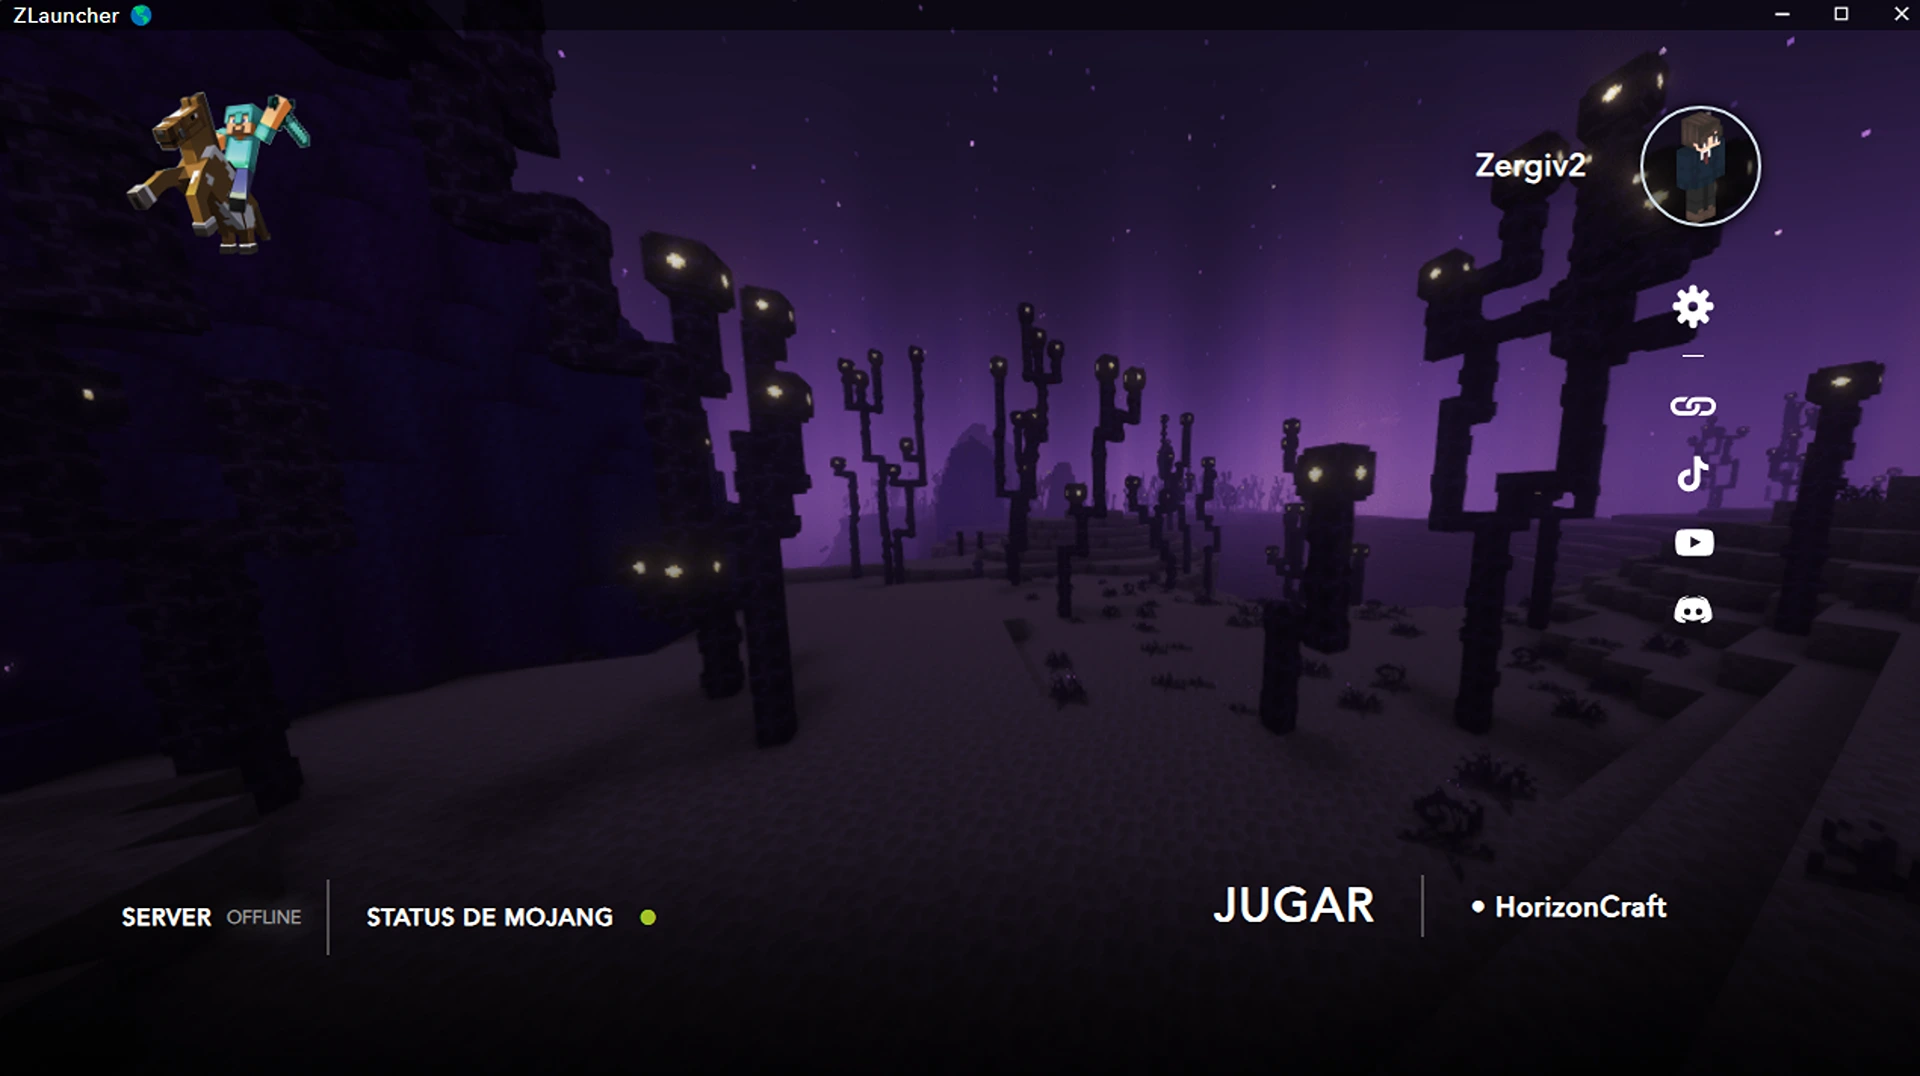 ZLauncher
Zergiv2
SERVER OFFLINE
STATUS DE MOJANG
JUGAR
• HorizonCraft